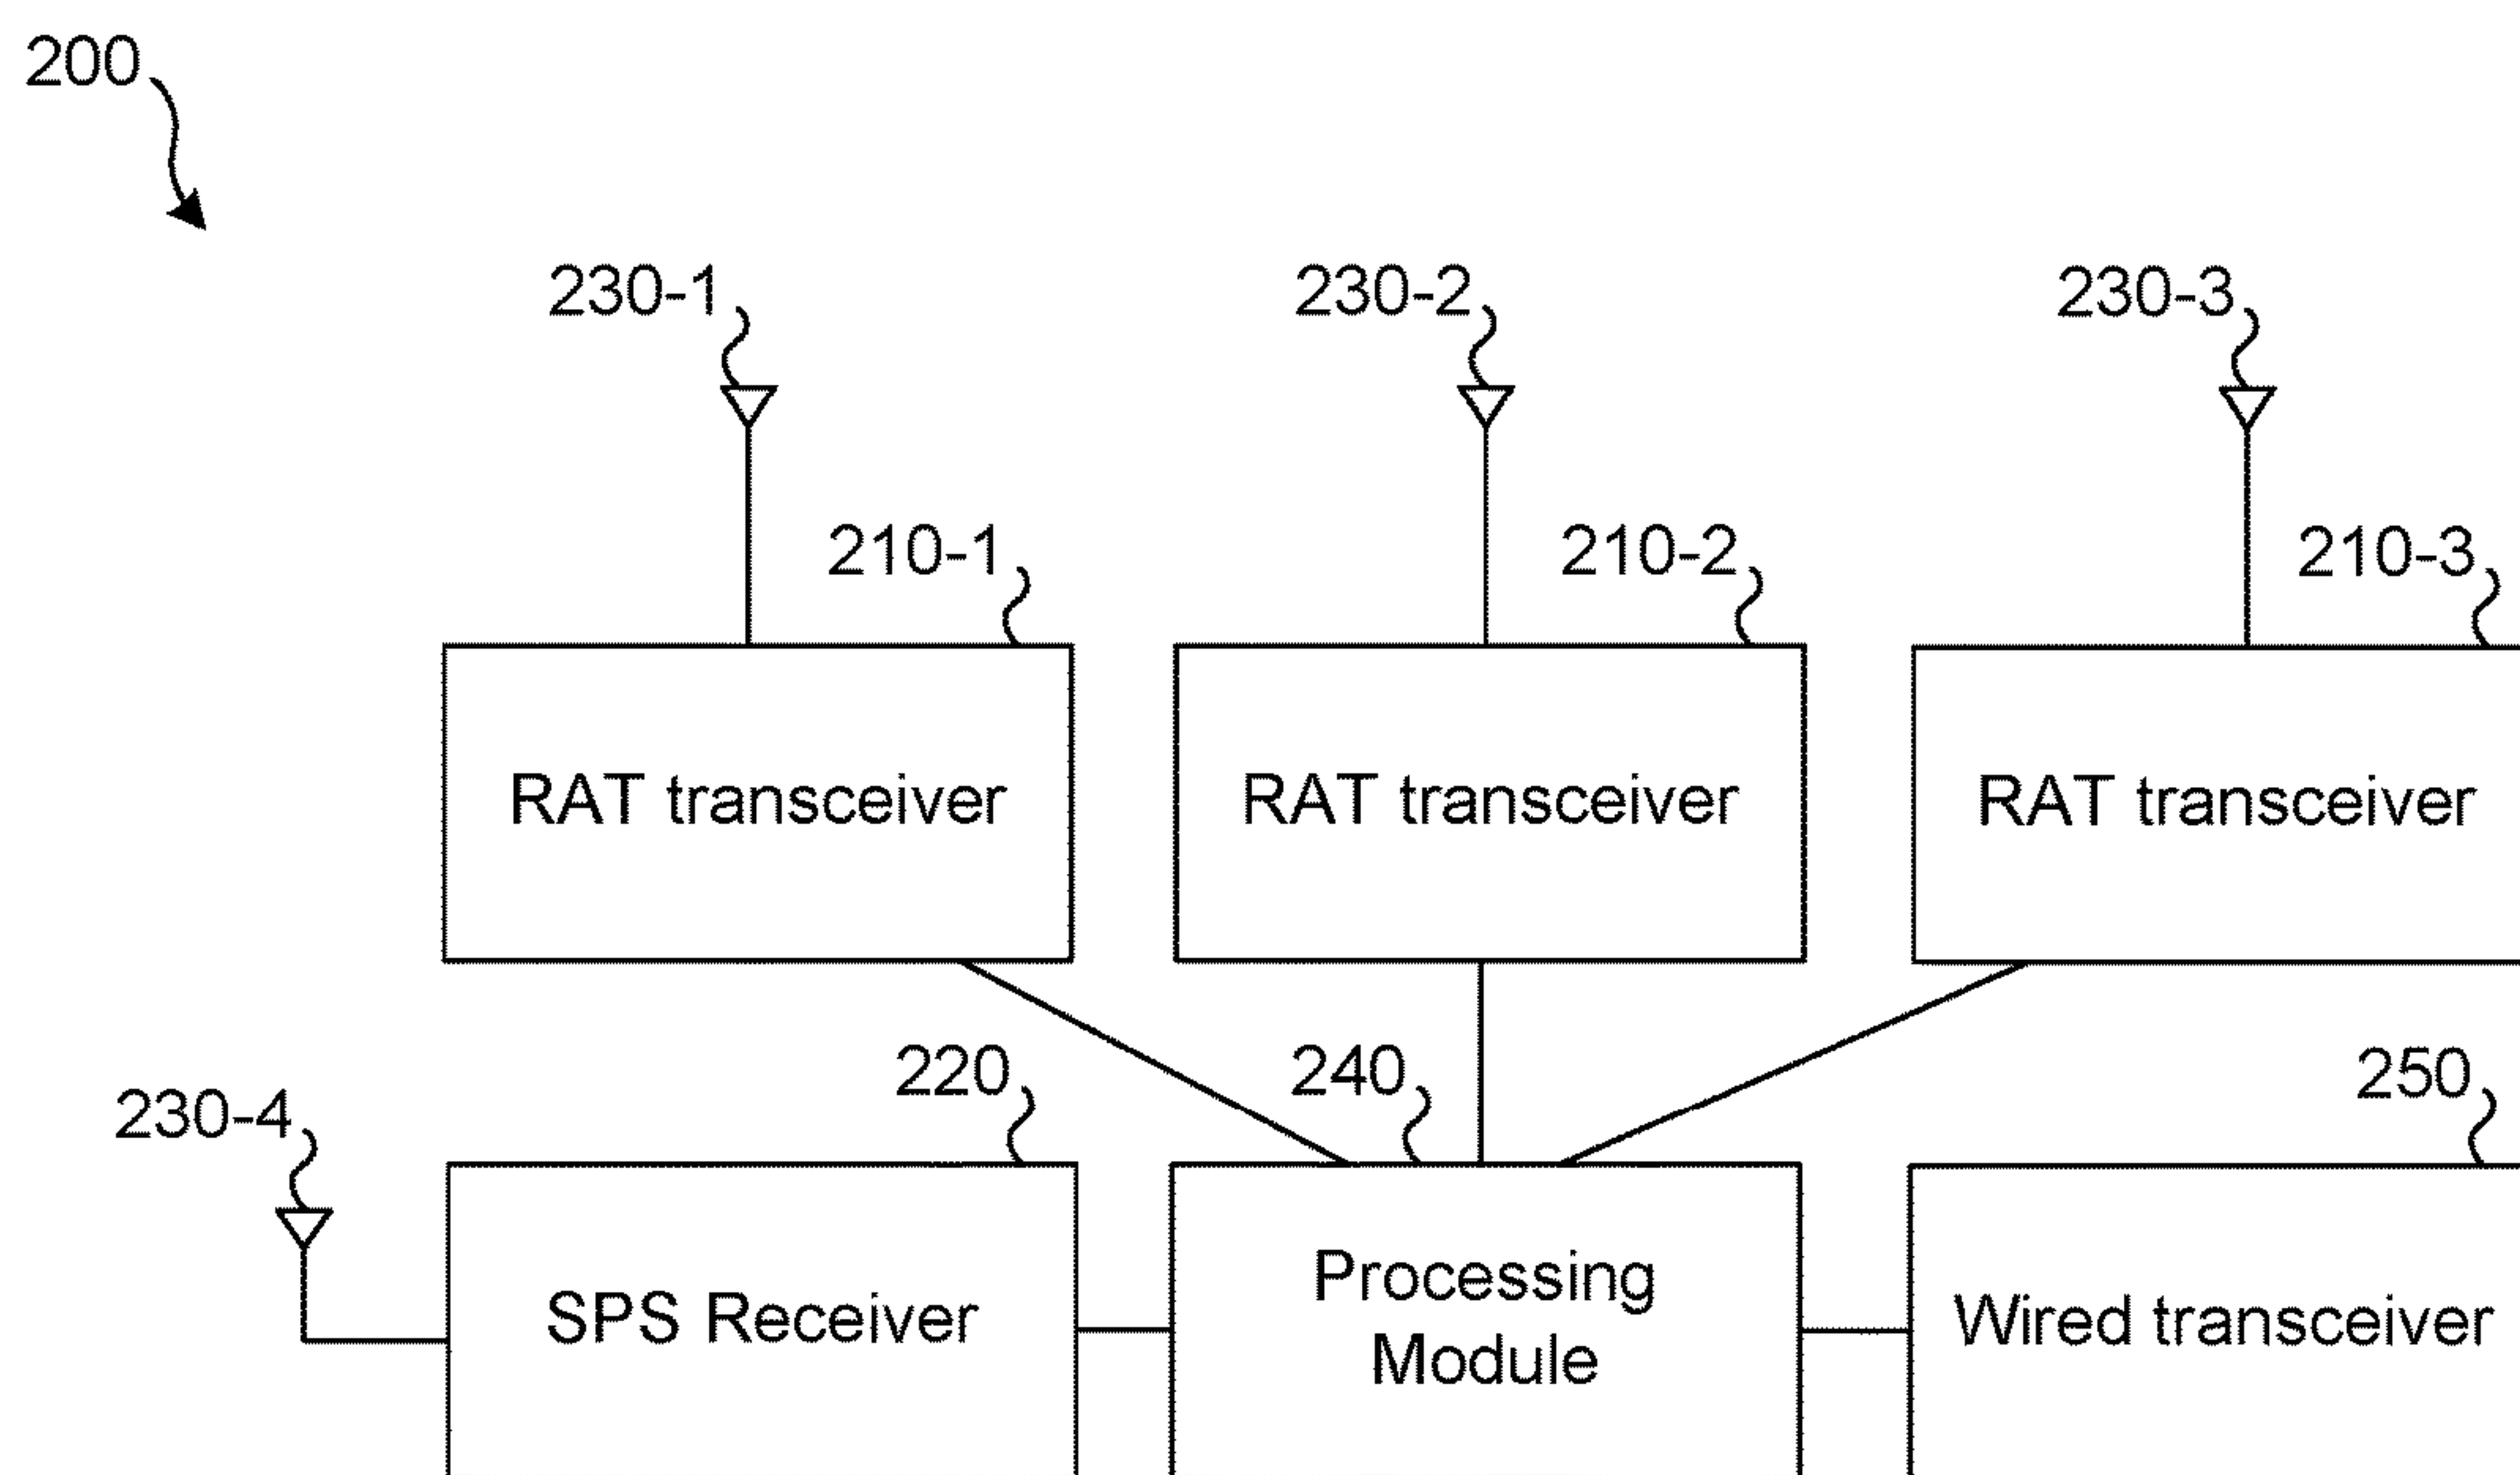 200
230-1
230-2
230-3
210-1
210-2
210-3
RAT transceiver
RAT transceiver
RAT transceiver
220
240
250
230-4
SPS Receiver
Processing
Module
Wired transceiver